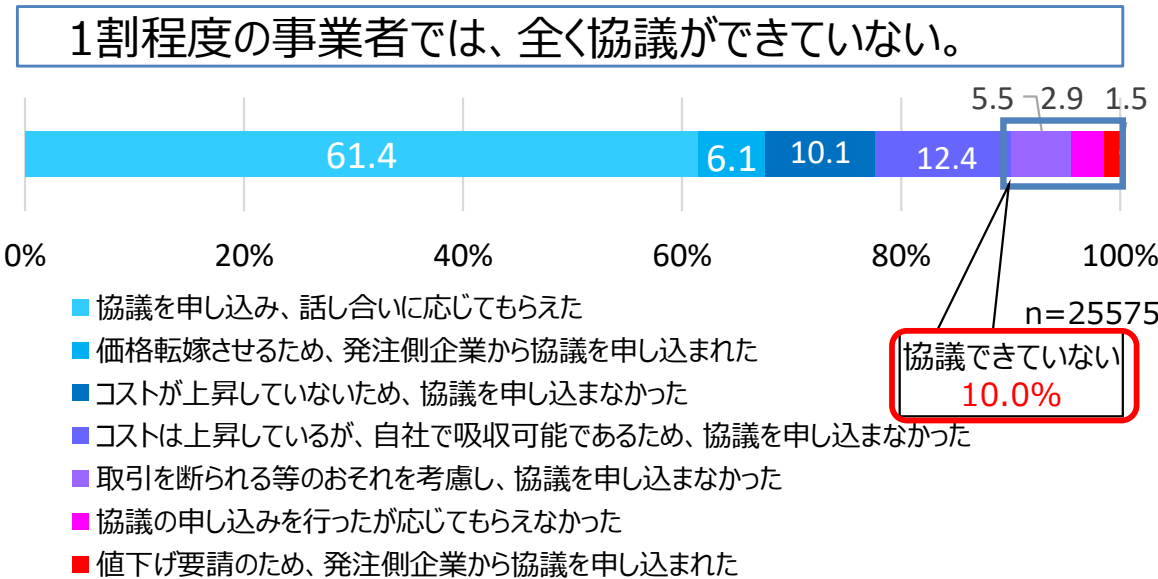 1割程度の事業者では、全く協議ができていない。
5.5 2.9 1.5
61.4 6.1 10.1 12.4
0% 20% 40% 60% 80% 100%
n=25575
協議できていない
10.0%
協議を申し込み、話し合いに応じてもらえた
価格転嫁させるため、発注側企業から協議を申し込まれた
コストが上昇していないため、協議を申し込まなかった
コストは上昇しているが、自社で吸収可能であるため、協議を申し込まなかった
取引を断られる等のおそれを考慮し、協議を申し込まなかった
協議の申し込みを行ったが応じてもらえなかった
値下げ要請のため、発注側企業から協議を申し込まれた